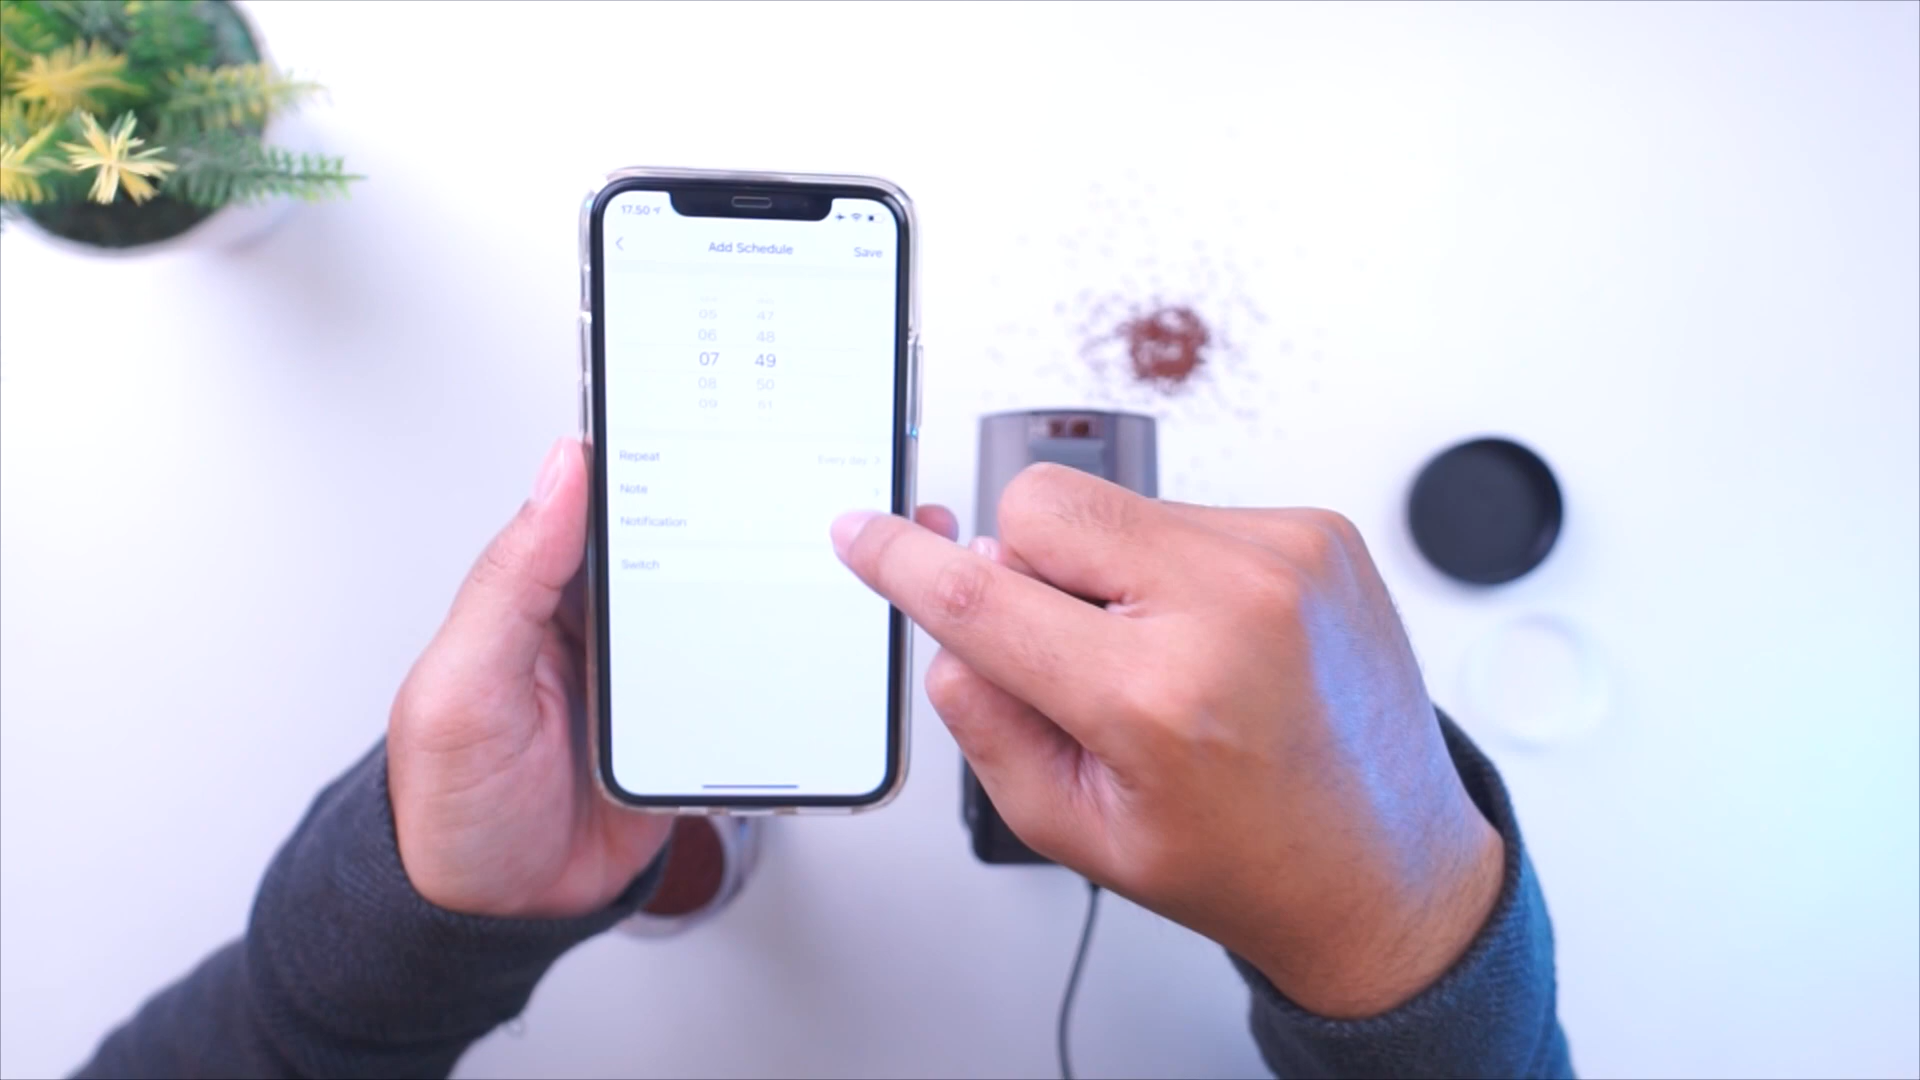 17.50
Add Schedule
Save
05 47
06 48
07 49
08 50
09 51
Repeat Every day
Note
Notification
Switch